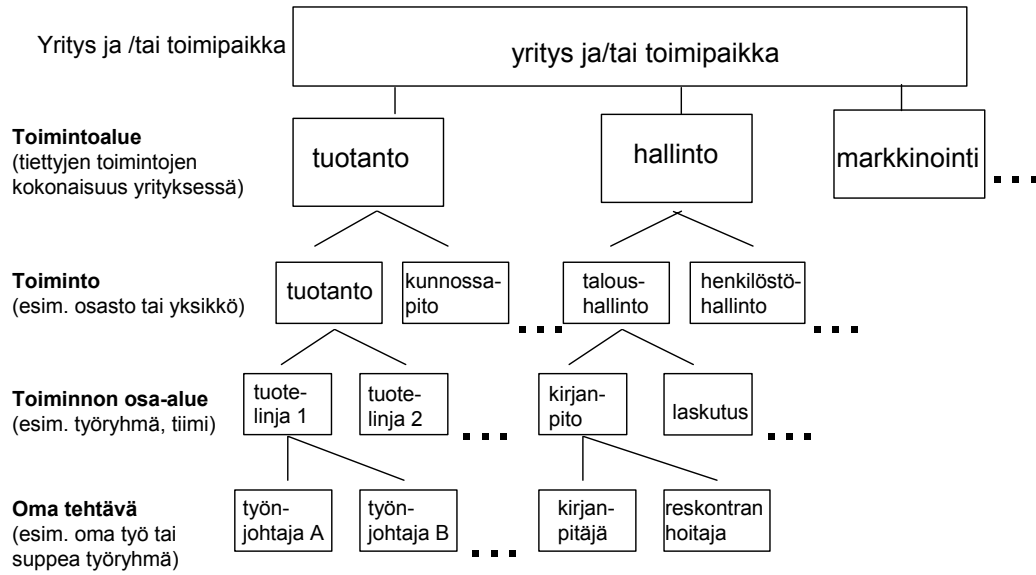 Yritys ja /tai toimipaikka
yritys ja/tai toimipaikka
Toimintoalue
(tiettyjen toimintojen
kokonaisuus yrityksessä)
tuotanto
hallinto
markkinointi
...
Toiminto
(esim. osasto tai yksikkö)
tuotanto
kunnossa-
pito
...
talous-
hallinto
henkilöstö-
hallinto
...
Toiminnon osa-alue
(esim. työryhmä, tiimi)
tuote-
linja 1
tuote-
linja 2
...
kirjan-
pito
laskutus
...
Oma tehtävä
(esim. oma työ tai
suppea työryhmä)
työn-
johtaja A
työn-
johtaja B
...
kirjan-
pitäjä
reskontran
hoitaja
...